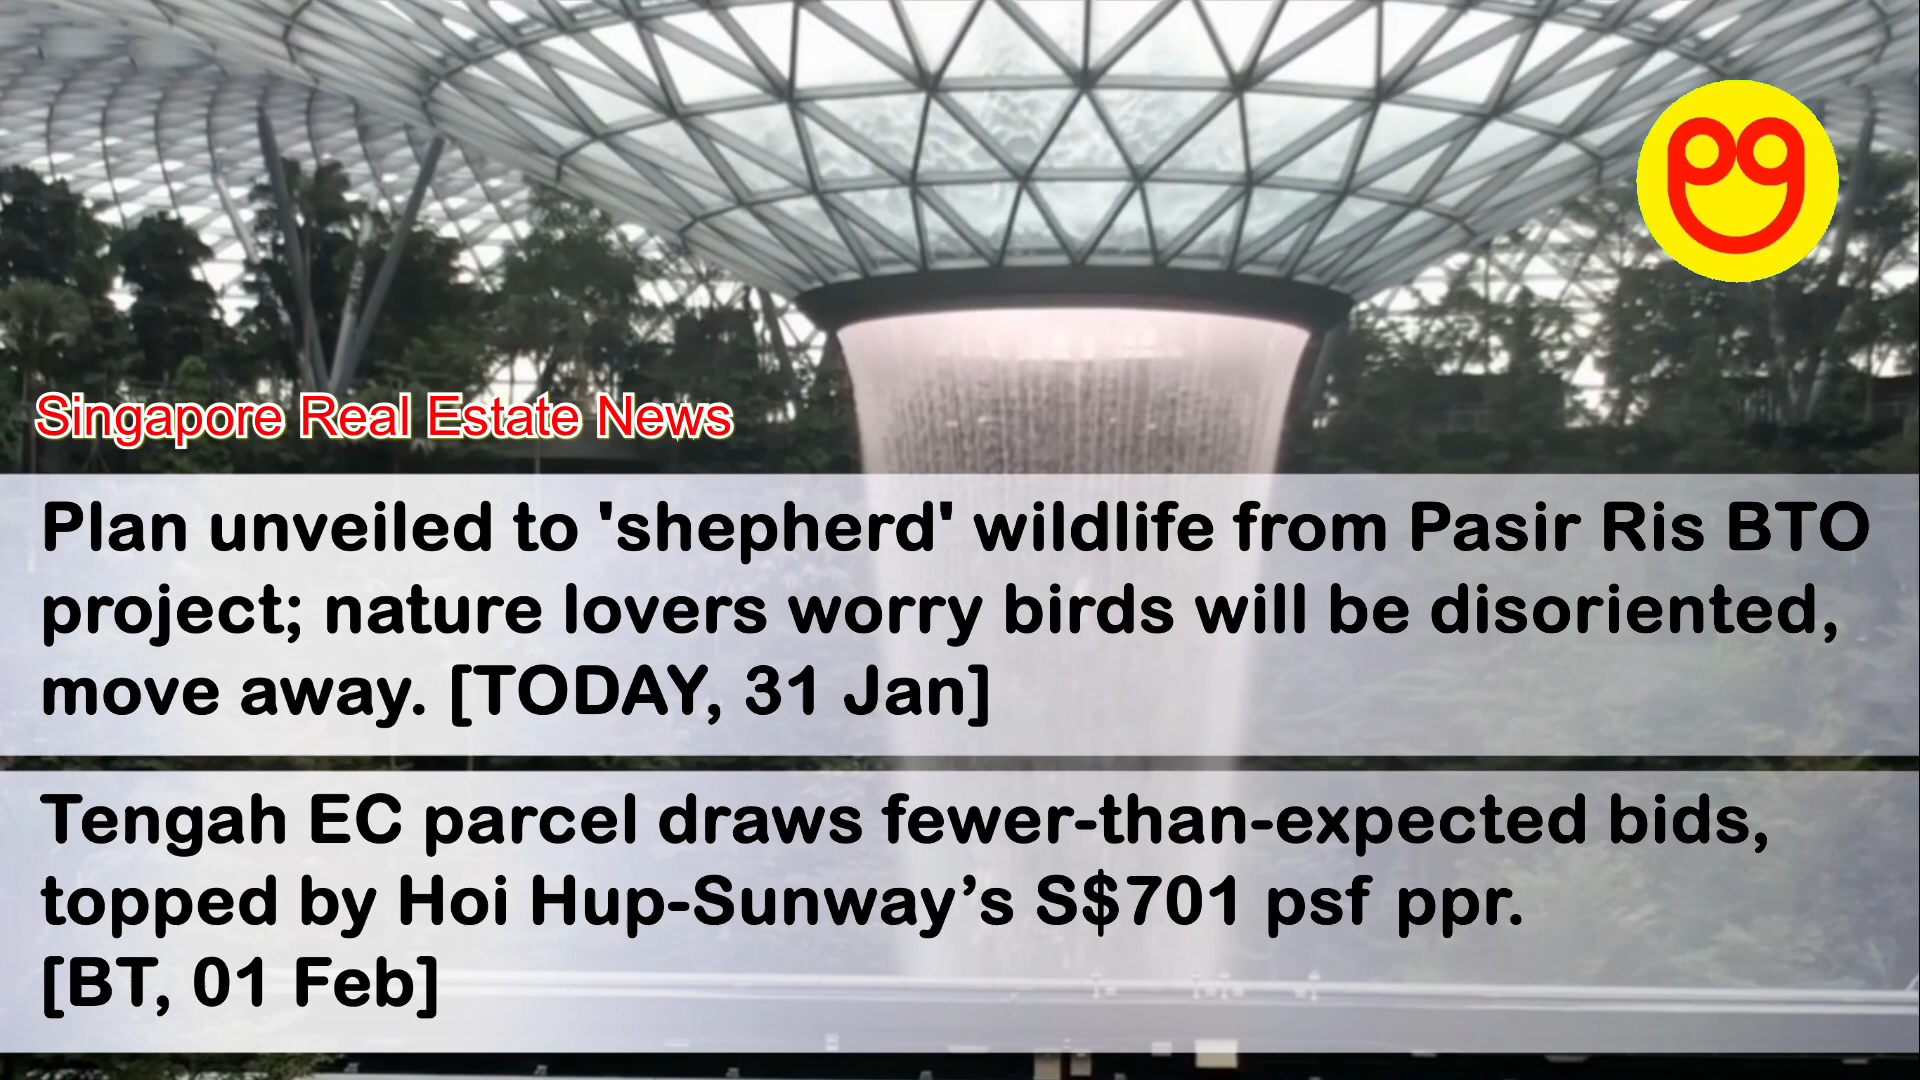 Singapore Real Estate News
Plan unveiled to 'shepherd' wildlife from Pasir Ris BTO
project; nature lovers worry birds will be disoriented,
move away. [TODAY, 31 Jan]
Tengah EC parcel draws fewer-than-expected bids,
topped by Hoi Hup-Sunway’s S$701 psf ppr.
[BT, 01 Feb]